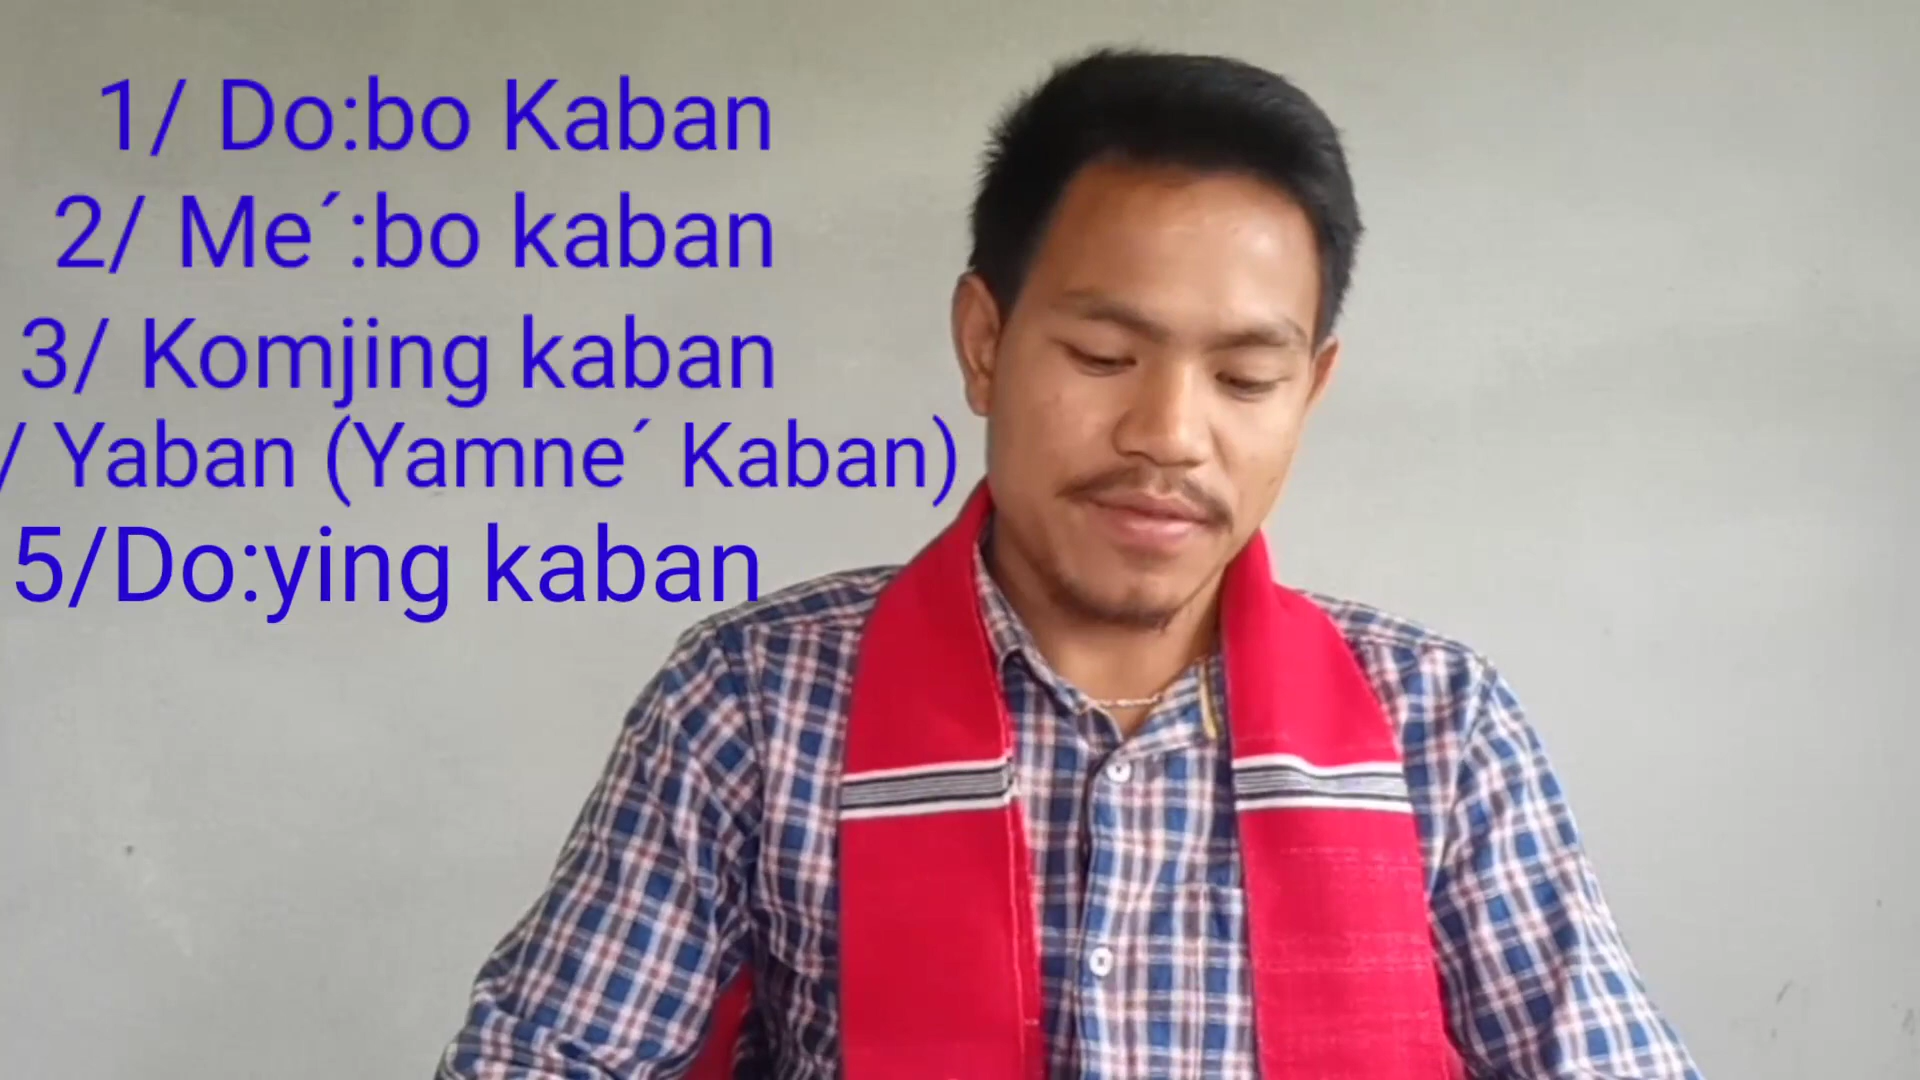 1/ Do:bo Kaban
2/ Me´:bo kaban
3/ Komjing kaban
/ Yaban (Yamne´ Kaban)
5/Do:ying kaban